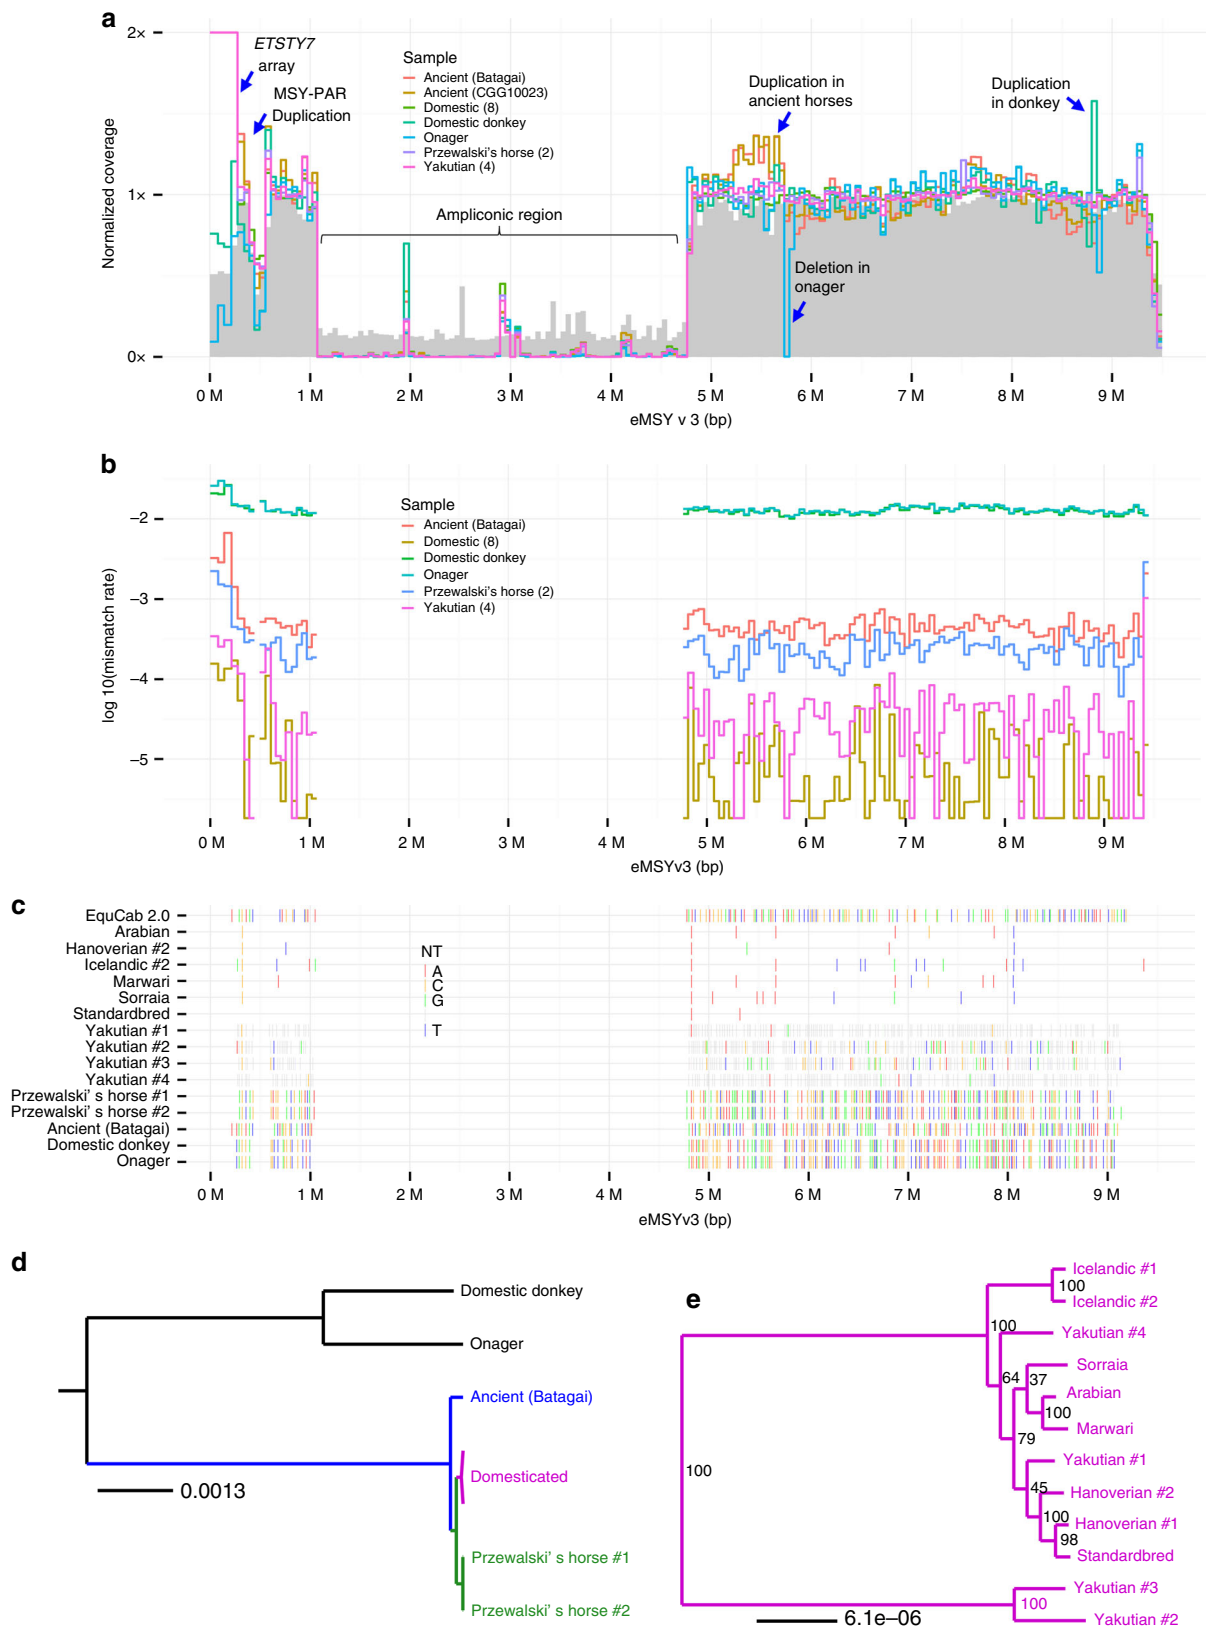 a
2×
1×
0×
Normalized coverage
ETSTY7
array
MSY-PAR
Duplication
Sample
Ancient (Batagai)
Ancient (CGG10023)
Domestic (8)
Domestic donkey
Onager
Przewalski's horse (2)
Yakutian (4)
Ampliconic region
Duplication in
ancient horses
Duplication
in donkey
Deletion in
onager
0 M 1 M 2 M 3 M 4 M 5 M 6 M 7 M 8 M 9 M
eMSY v 3 (bp)
b
–2
–3
–4
–5
log 10(mismatch rate)
Sample
Ancient (Batagai)
Domestic (8)
Domestic donkey
Onager
Przewalski's horse (2)
Yakutian (4)
0 M 1 M 2 M 3 M 4 M 5 M 6 M 7 M 8 M 9 M
eMSYv3 (bp)
c
EquCab 2.0
Arabian
Hanoverian #2
Icelandic #2
Marwari
Sorraia
Standardbred
Yakutian #1
Yakutian #2
Yakutian #3
Yakutian #4
Przewalski' s horse #1
Przewalski' s horse #2
Ancient (Batagai)
Domestic donkey
Onager
NT
A
C
G
T
0 M 1 M 2 M 3 M 4 M 5 M 6 M 7 M 8 M 9 M
eMSYv3 (bp)
d
Domestic donkey
Onager
Ancient (Batagai)
Domesticated
Przewalski' s horse #1
Przewalski' s horse #2
0.0013
e
Icelandic #1
100
Icelandic #2
100
Yakutian #4
Sorraia
64 37
Arabian
100
Marwari
79
Yakutian #1
100
45
Hanoverian #2
100
Hanoverian #1
98
Standardbred
Yakutian #3
100
Yakutian #2
6.1e–06